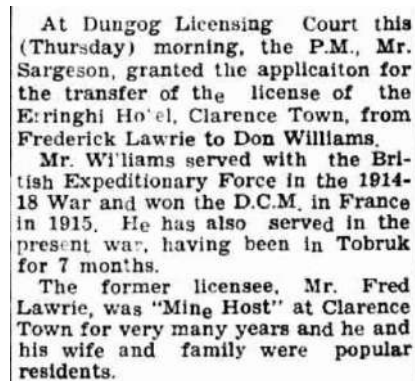 At Dungog Licensing Court this
(Thursday) morning, the P.M., Mr.
Sargeson, granted the applicaiton for
the transfer of the license of the
Erringhi Ho'el, Clarence Town, from
Frederick Lawrie to Don Williams.
Mr. Wi'liams served with the Bri-
tish Expeditionary Force in the 1914-
18 War and won the D.C.M. in France
in 1915. He has also served in the
present war, having been in Tobruk
for 7 months.
The former licensee, Mr. Fred
Lawrie, was "Mine Host" at Clarence
Town for very many years and he and
his wife and family were popular
residents.